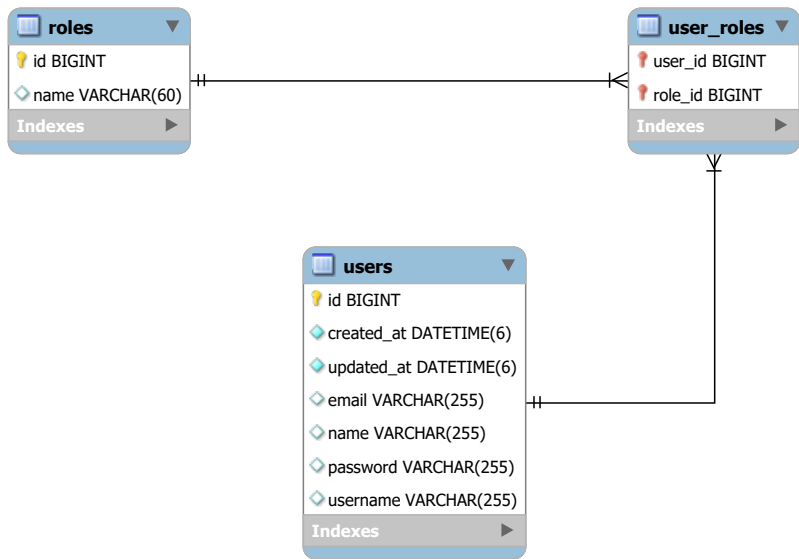 roles
id BIGINT
name VARCHAR(60)
Indexes
user_roles
user_id BIGINT
role_id BIGINT
Indexes
users
id BIGINT
created_at DATETIME(6)
updated_at DATETIME(6)
email VARCHAR(255)
name VARCHAR(255)
password VARCHAR(255)
username VARCHAR(255)
Indexes